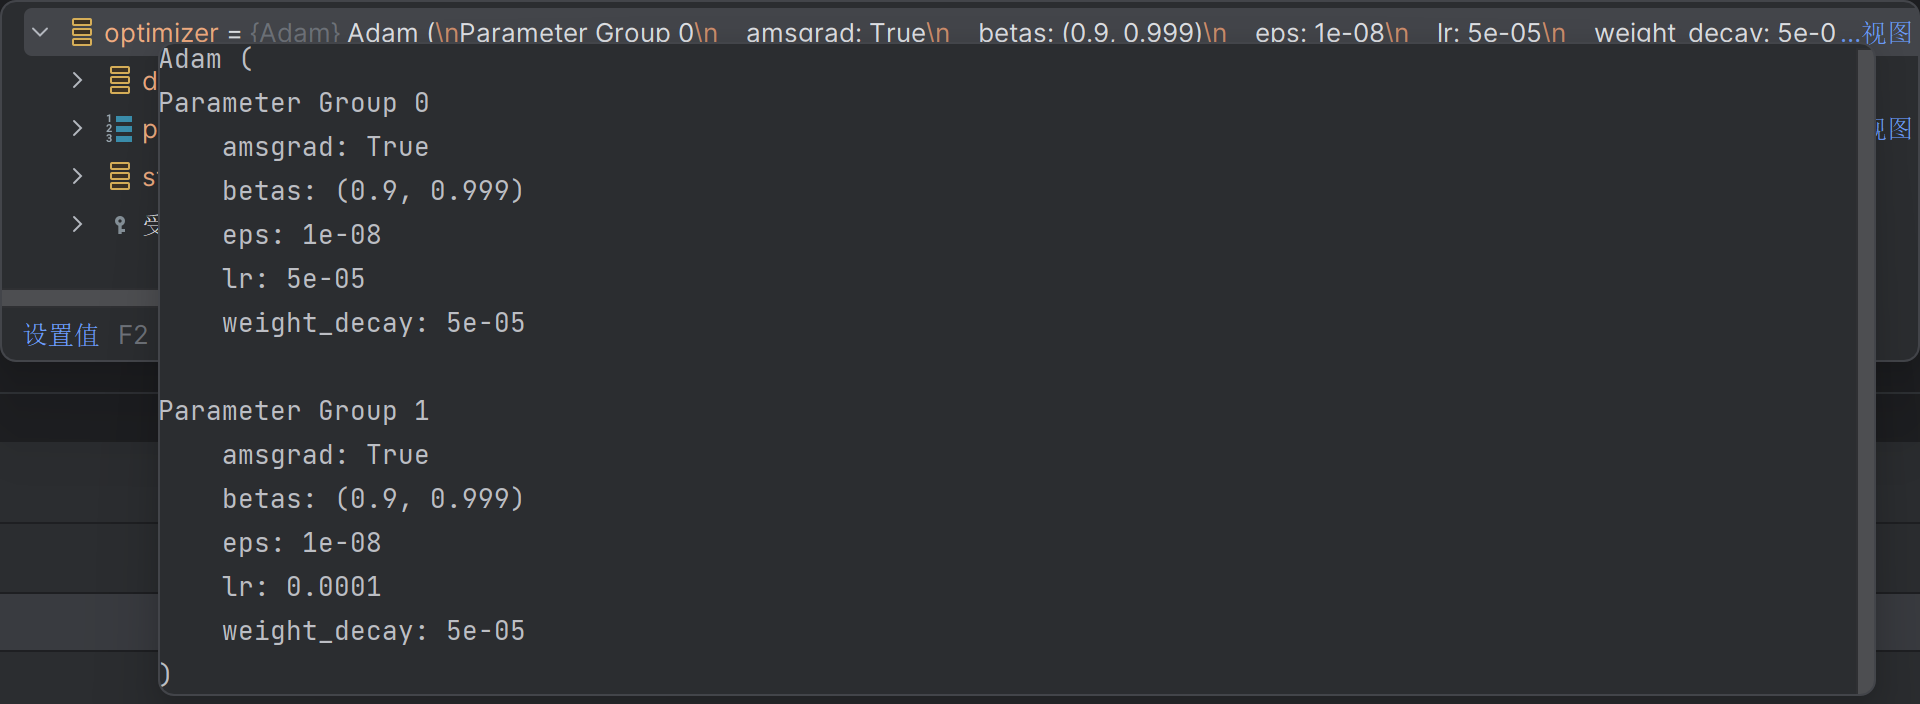 optimizer = {Adam} Adam (\nParameter Group 0\n    amsgrad: True\n    betas: (0.9, 0.999)\n    eps: 1e-08\n    lr: 5e-05\n    weight_decay: 5e-0...视图
Adam (
d
Parameter Group 0
p
视图
amsgrad: True
s
betas: (0.9, 0.999)
受
eps: 1e-08
lr: 5e-05
设置值 F2
weight_decay: 5e-05
Parameter Group 1
amsgrad: True
betas: (0.9, 0.999)
eps: 1e-08
lr: 0.0001
weight_decay: 5e-05
)